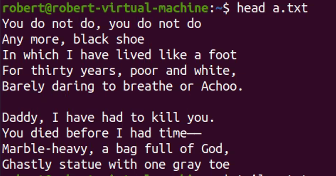 robert@robert-virtual-machine:~$ head a.txt
You do not do, you do not do
Any more, black shoe
In which I have lived like a foot
For thirty years, poor and white,
Barely daring to breathe or Achoo.

Daddy, I have had to kill you.
You died before I had time——
Marble-heavy, a bag full of God,
Ghastly statue with one gray toe